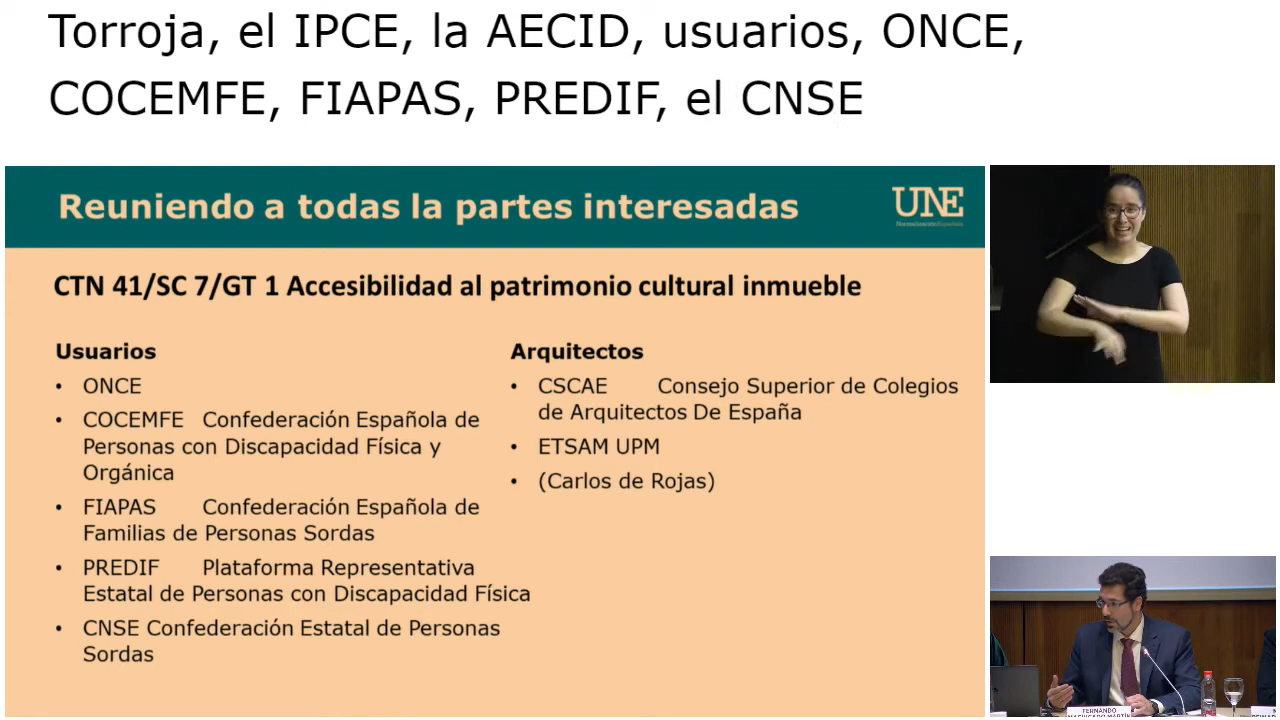 Torroja, el IPCE, la AECID, usuarios, ONCE,
COCEMFE, FIAPAS, PREDIF, el CNSE
Reuniendo a todas la partes interesadas
UNE
Normalización Española
CTN 41/SC 7/GT 1 Accesibilidad al patrimonio cultural inmueble
Usuarios
• ONCE
• COCEMFE Confederación Española de
Personas con Discapacidad Física y
Orgánica
• FIAPAS Confederación Española de
Familias de Personas Sordas
• PREDIF Plataforma Representativa
Estatal de Personas con Discapacidad Física
• CNSE Confederación Estatal de Personas
Sordas
Arquitectos
• CSCAE Consejo Superior de Colegios
de Arquitectos De España
• ETSAM UPM
• (Carlos de Rojas)
FERNANDO